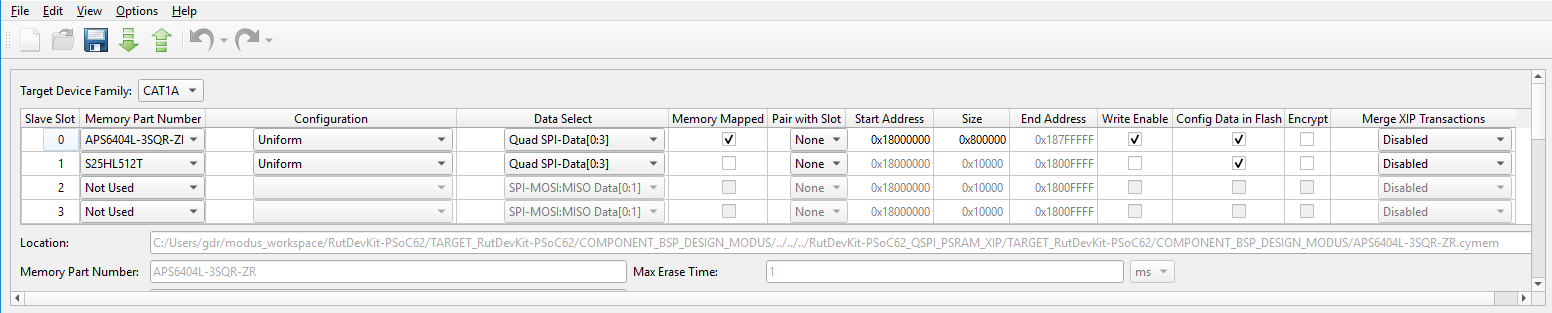 File Edit View Options Help
Target Device Family: CAT1A
Slave Slot Memory Part Number Configuration Data Select Memory Mapped Pair with Slot Start Address Size End Address Write Enable Config Data in Flash Encrypt Merge XIP Transactions
0 APS6404L-3SQR-ZI Uniform Quad SPI-Data[0:3] None 0x18000000 0x800000 0x187FFFFF Disabled
1 S25HL512T Uniform Quad SPI-Data[0:3] None 0x18000000 0x10000 0x1800FFFF Disabled
2 Not Used SPI-MOSI:MISO Data[0:1] None 0x18000000 0x10000 0x1800FFFF Disabled
3 Not Used SPI-MOSI:MISO Data[0:1] None 0x18000000 0x10000 0x1800FFFF Disabled
Location: C:/Users/gdr/modus_workspace/RutDevKit-PSoC62/TARGET_RutDevKit-PSoC62/COMPONENT_BSP_DESIGN_MODUS/../../../RutDevKit-PSoC62_QSPI_PSRAM_XIP/TARGET_RutDevKit-PSoC62/COMPONENT_BSP_DESIGN_MODUS/APS6404L-3SQR-ZR.cymem
Memory Part Number: APS6404L-3SQR-ZR Max Erase Time: 1 ms